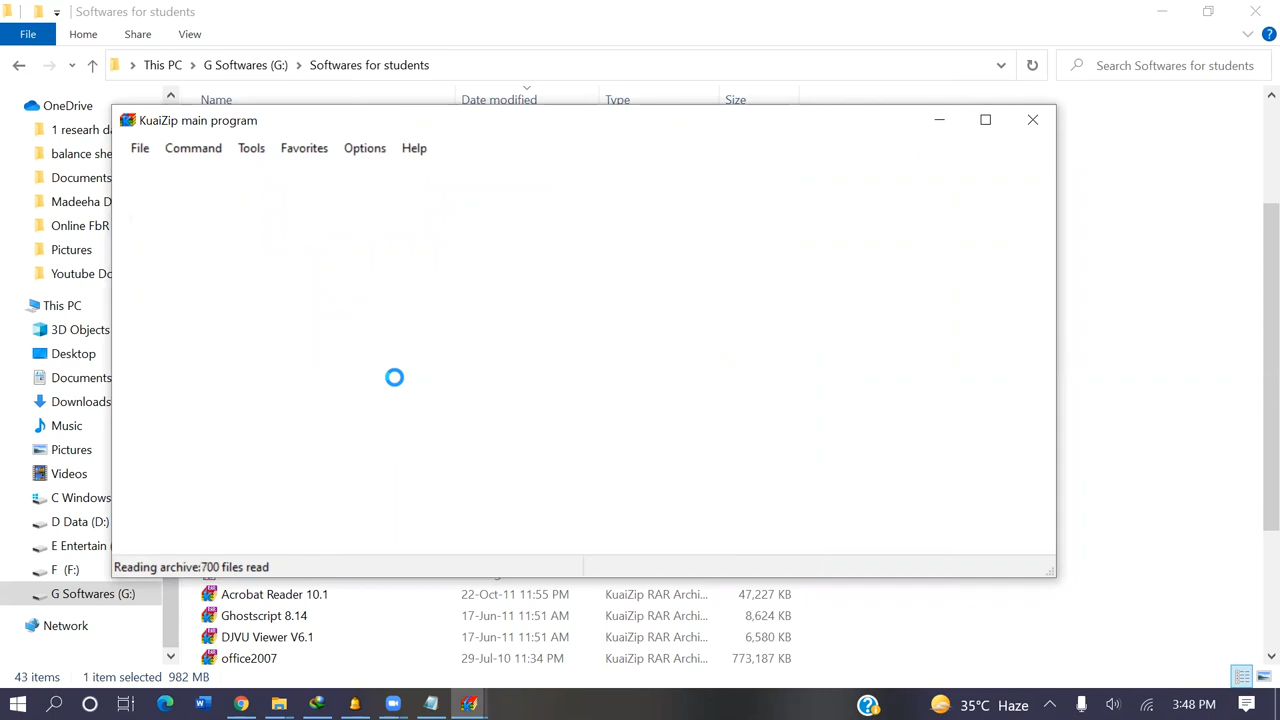 Softwares for students
File Home Share View
This PC G Softwares (G:) Softwares for students Search Softwares for students
Name Date modified Type Size
OneDrive
1 researh da
balance she
Documents
Madeeha D
Online FbR
Pictures
Youtube Do
This PC
3D Objects
Desktop
Documents
Downloads
Music
Pictures
Videos
C Windows
D Data (D:)
E Entertain (
F (F:)
G Softwares (G:)
Network
KuaiZip main program
File Command Tools Favorites Options Help
Reading archive:700 files read
Acrobat Reader 10.1 22-Oct-11 11:55 PM KuaiZip RAR Archi... 47,227 KB
Ghostscript 8.14 17-Jun-11 11:51 AM KuaiZip RAR Archi... 8,624 KB
DJVU Viewer V6.1 17-Jun-11 11:51 AM KuaiZip RAR Archi... 6,580 KB
office2007 29-Jul-10 11:34 PM KuaiZip RAR Archi... 773,187 KB
43 items 1 item selected 982 MB
35°C Haze 3:48 PM